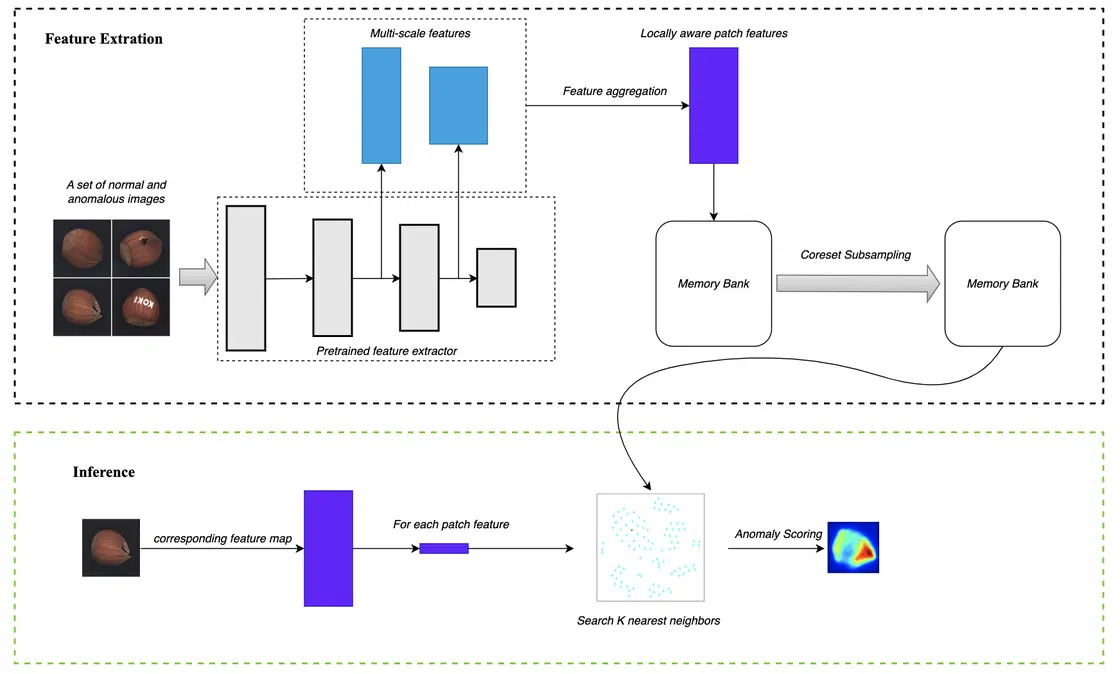 Feature Extration
Multi-scale features
Locally aware patch features
Feature aggregation
A set of normal and
anomalous images
KOKI
Pretrained feature extractor
Memory Bank
Coreset Subsampling
Memory Bank
Inference
corresponding feature map
For each patch feature
Anomaly Scoring
Search K nearest neighbors